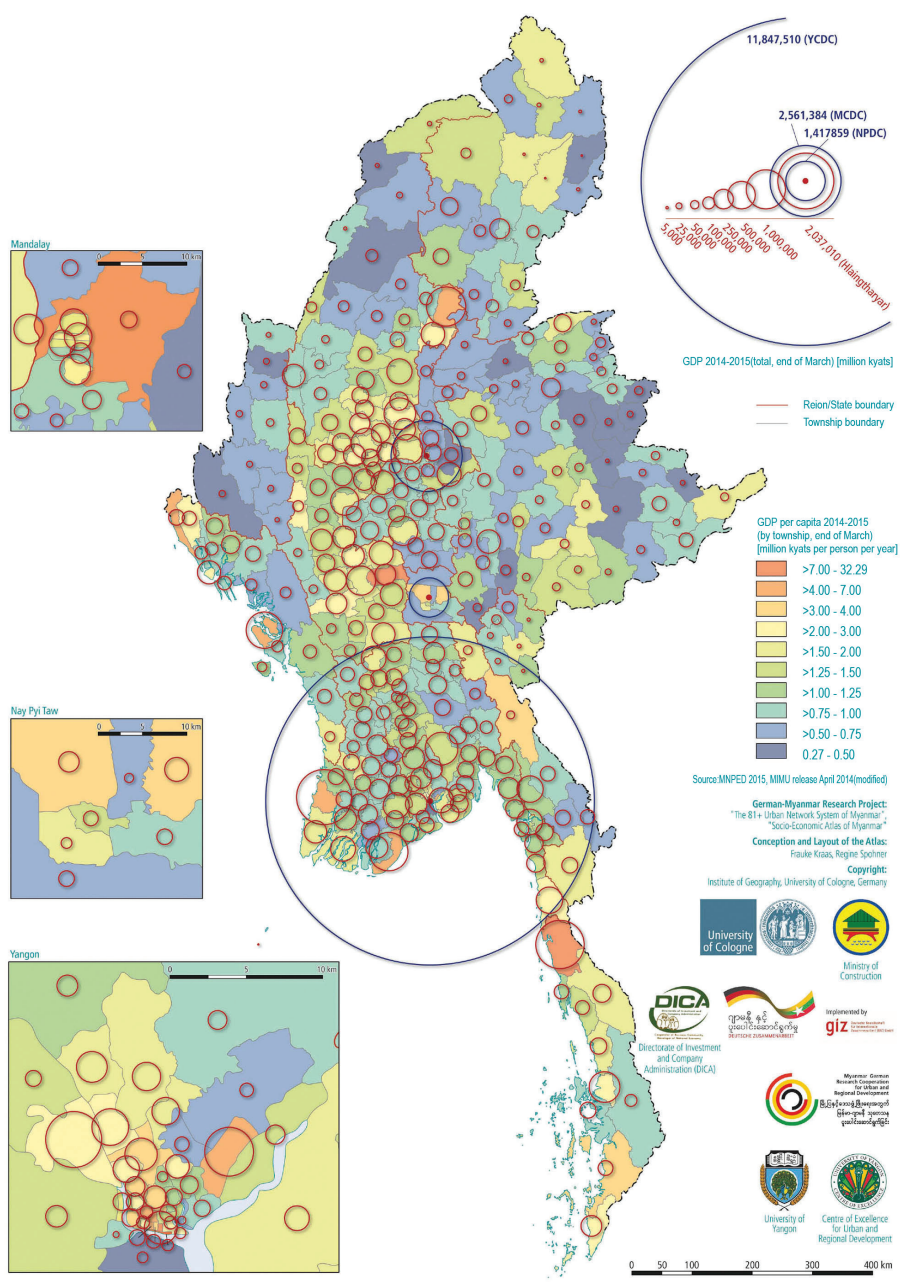 11,847,510 (YCDC)
2,561,384 (MCDC)
1,417859 (NPDC)
5,000
25,000
50,000
100,000
250,000
500,000
1,000,000
2,037,010 (Hlaingtharyar)
GDP 2014-2015(total, end of March) [million kyats]
Reion/State boundary
Township boundary
Mandalay
0 5 10 km
GDP per capita 2014-2015
(by township, end of March)
[million kyats per person per year]
>7.00 - 32.29
>4.00 - 7.00
>3.00 - 4.00
>2.00 - 3.00
>1.50 - 2.00
>1.25 - 1.50
>1.00 - 1.25
>0.75 - 1.00
>0.50 - 0.75
0.27 - 0.50
Nay Pyi Taw
0 5 10 km
Source:MNPED 2015, MIMU release April 2014(modified)
German-Myanmar Research Project:
"The 81+ Urban Network System of Myanmar",
"Socio-Economic Atlas of Myanmar"
Conception and Layout of the Atlas:
Frauke Kraas, Regine Spohner
Copyright:
Institute of Geography, University of Cologne, Germany
University
of Cologne
Ministry of
Construction
Yangon
0 5 10 km
DICA
Directorate of Investment
and Company
Administration (DICA)
DEUTSCHE ZUSAMMENARBEIT
Implemented by
giz
Myanmar German
Research Cooperation
for Urban and
Regional Development
University of
Yangon
Centre of Excellence
for Urban and
Regional Development
0 100 200 300 400 km